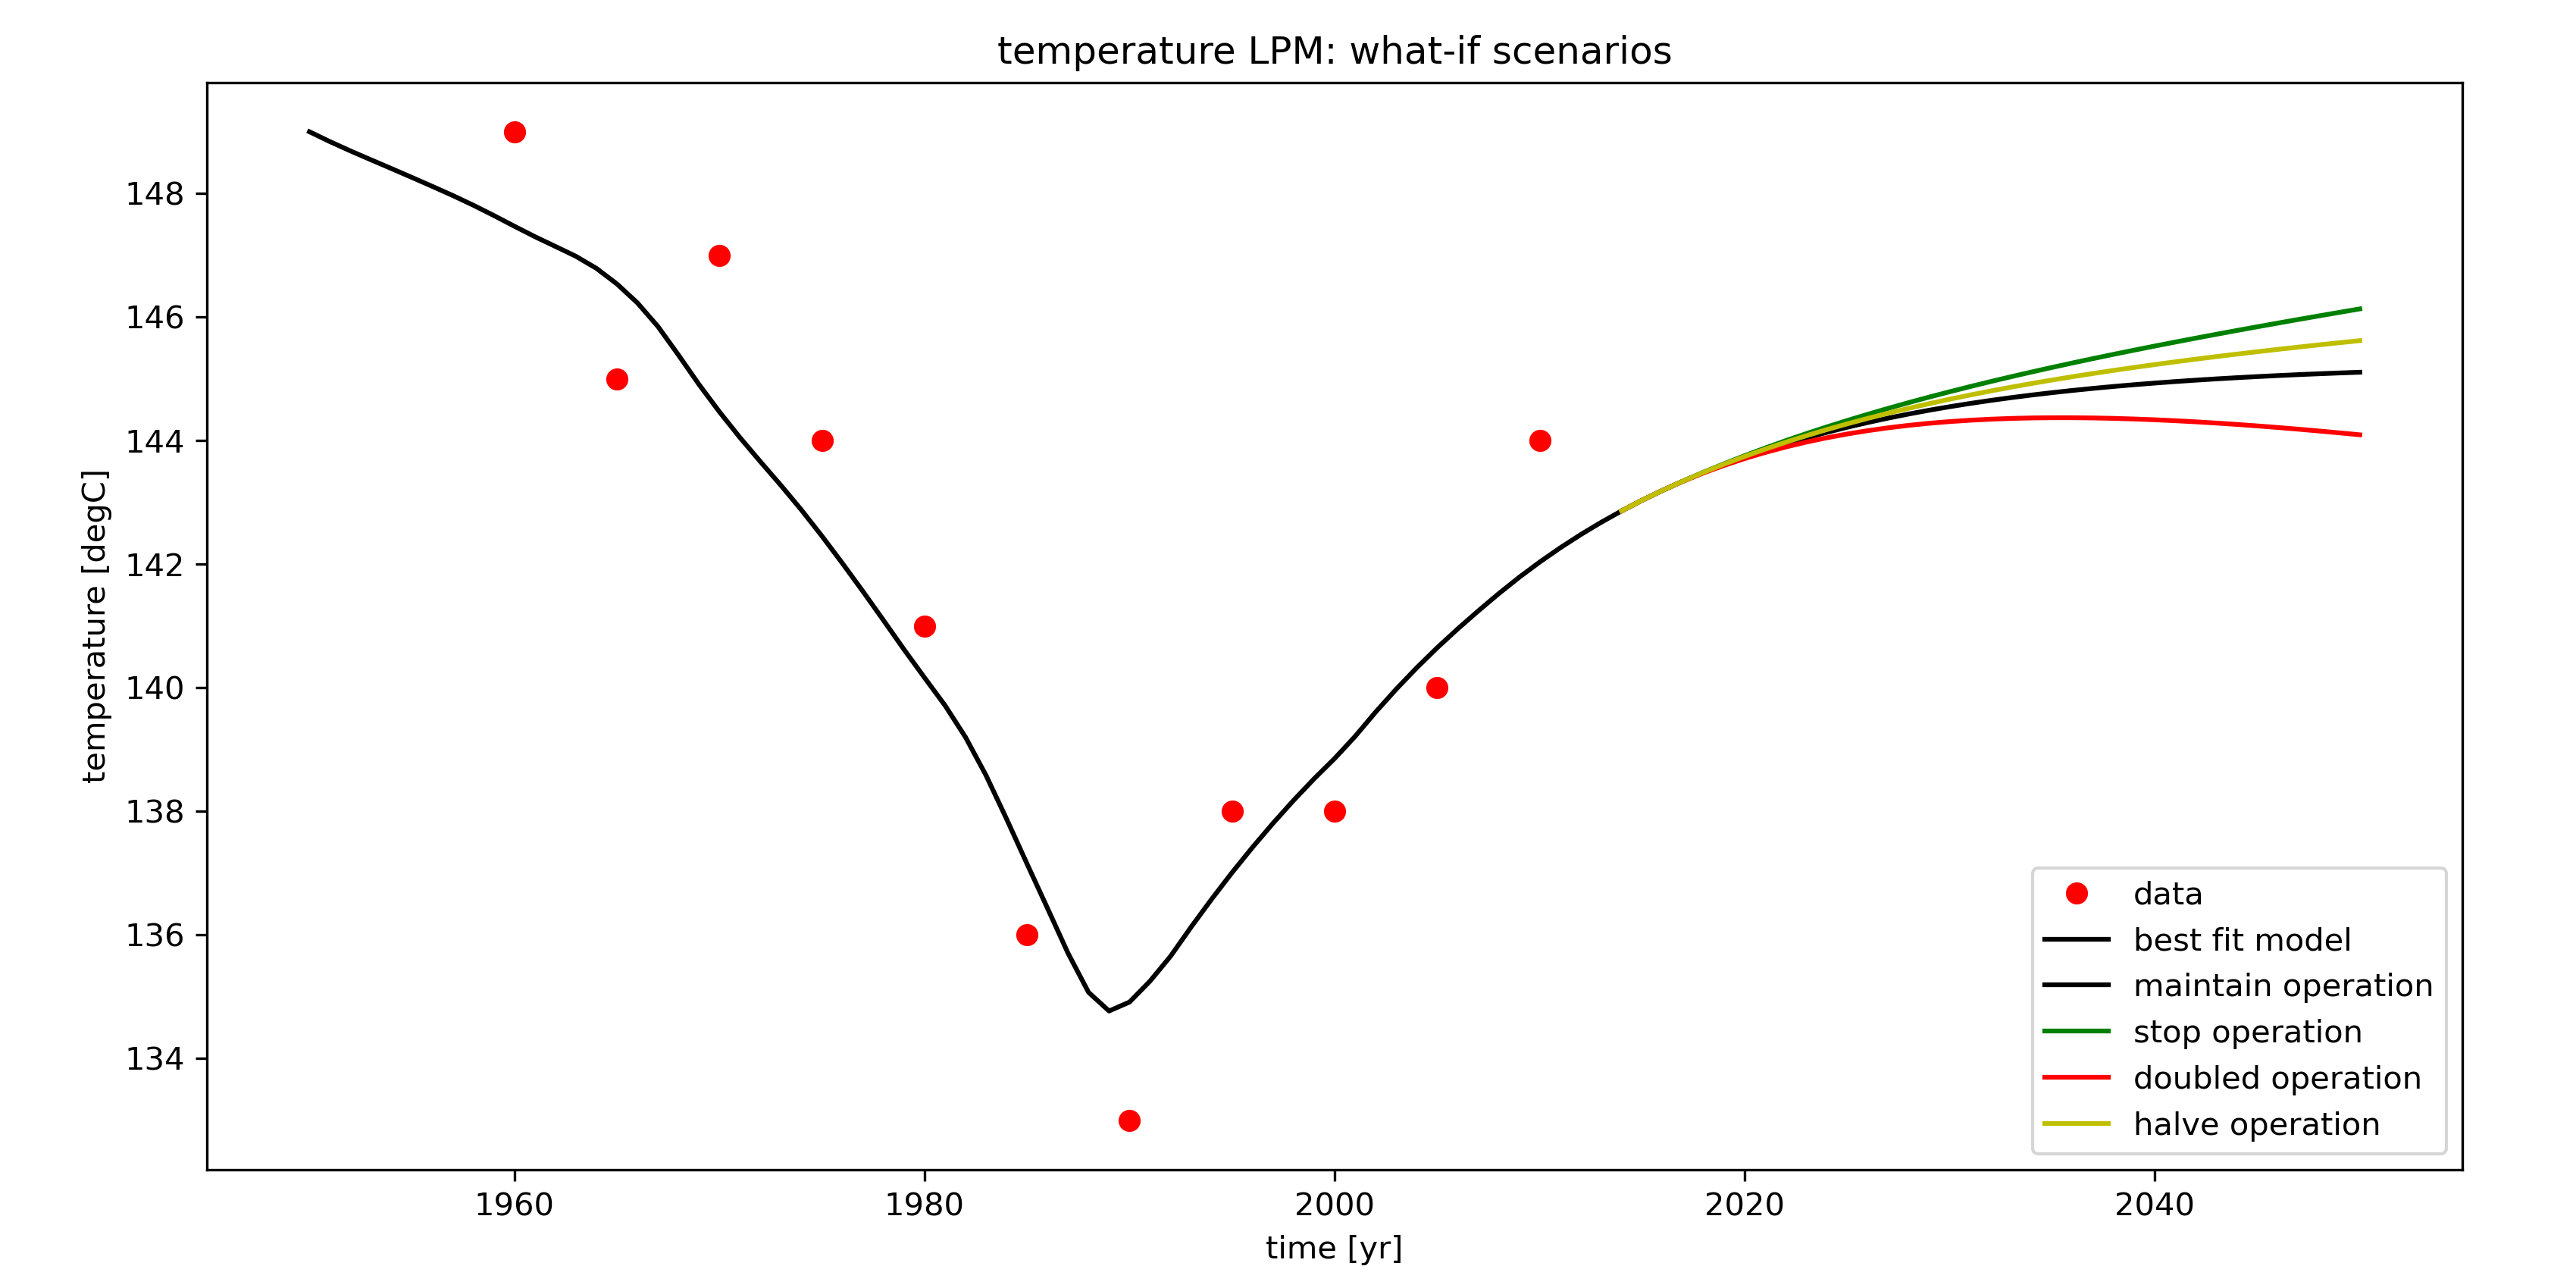 temperature LPM: what-if scenarios
temperature [degC]
148
146
144
142
140
138
136
134
1960
1980
2000
2020
2040
time [yr]
data
best fit model
maintain operation
stop operation
doubled operation
halve operation